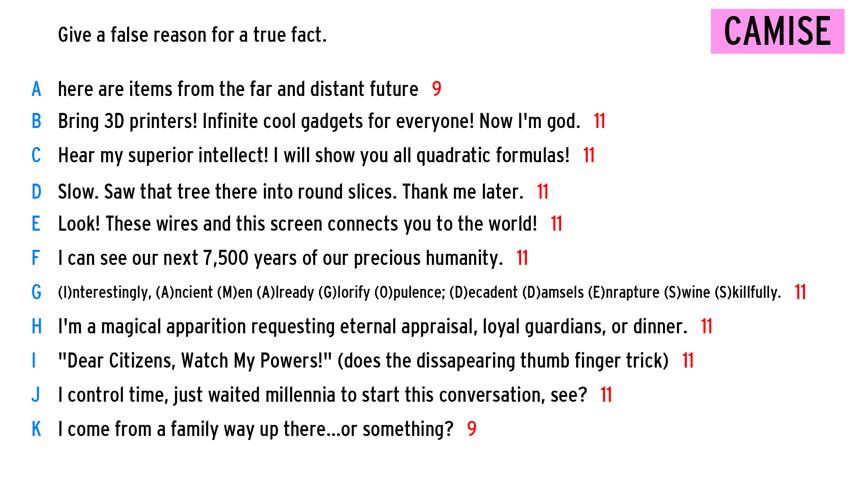 Give a false reason for a true fact.
CAMISE
A here are items from the far and distant future 9
B Bring 3D printers! Infinite cool gadgets for everyone! Now I'm god. 11
C Hear my superior intellect! I will show you all quadratic formulas! 11
D Slow. Saw that tree there into round slices. Thank me later. 11
E Look! These wires and this screen connects you to the world! 11
F I can see our next 7,500 years of our precious humanity. 11
G (I)nterestingly, (A)ncient (M)en (A)lready (G)lorify (O)pulence; (D)ecadent (D)amsels (E)nrapture (S)wine (S)killfully. 11
H I'm a magical apparition requesting eternal appraisal, loyal guardians, or dinner. 11
I "Dear Citizens, Watch My Powers!" (does the dissapearing thumb finger trick) 11
J I control time, just waited millennia to start this conversation, see? 11
K I come from a family way up there...or something? 9